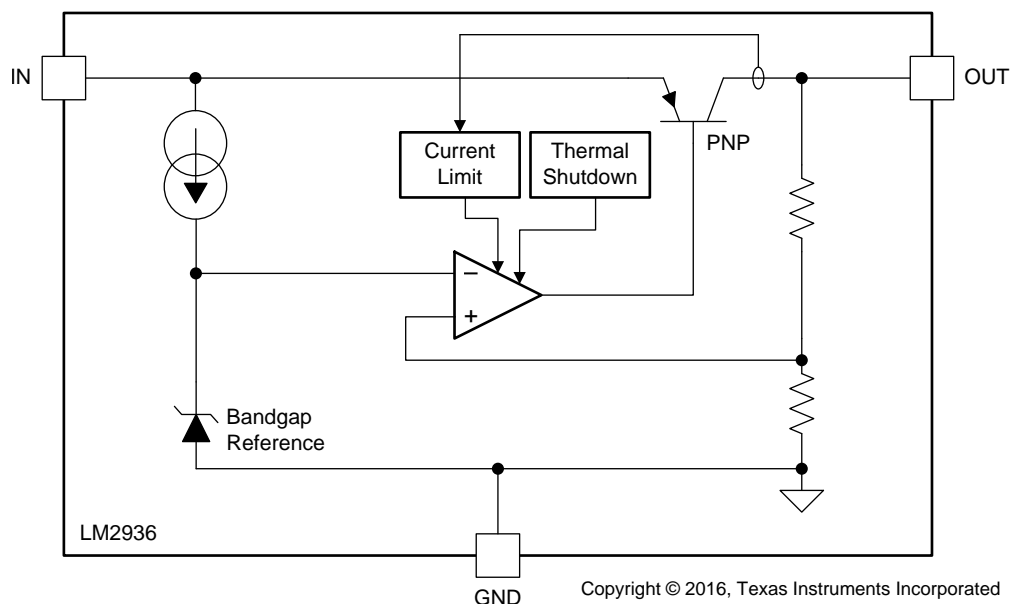 IN
OUT
PNP
Current
Limit
Thermal
Shutdown
−
+
Bandgap
Reference
LM2936
GND
Copyright © 2016, Texas Instruments Incorporated